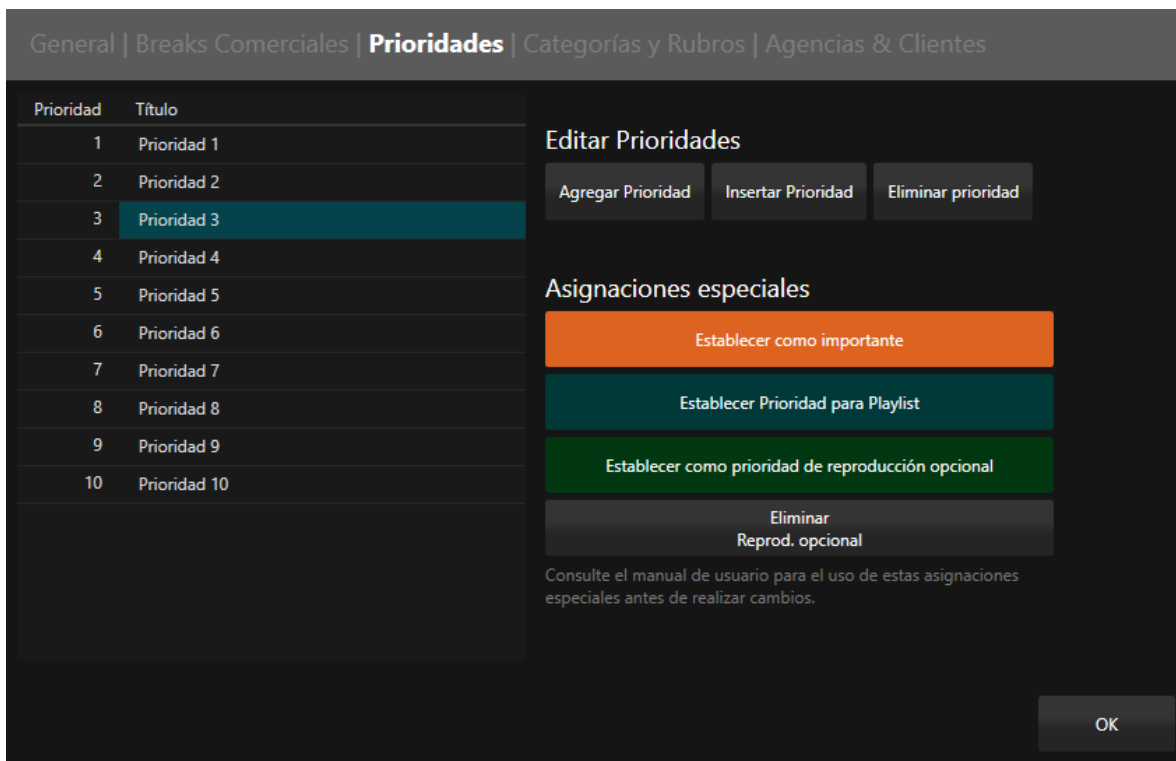 General | Breaks Comerciales | Prioridades | Categorías y Rubros | Agencias & Clientes
Prioridad Título
1 Prioridad 1
2 Prioridad 2
3 Prioridad 3
4 Prioridad 4
5 Prioridad 5
6 Prioridad 6
7 Prioridad 7
8 Prioridad 8
9 Prioridad 9
10 Prioridad 10
Editar Prioridades
Agregar Prioridad Insertar Prioridad Eliminar prioridad
Asignaciones especiales
Establecer como importante
Establecer Prioridad para Playlist
Establecer como prioridad de reproducción opcional
Eliminar
Reprod. opcional
Consulte el manual de usuario para el uso de estas asignaciones
especiales antes de realizar cambios.
OK